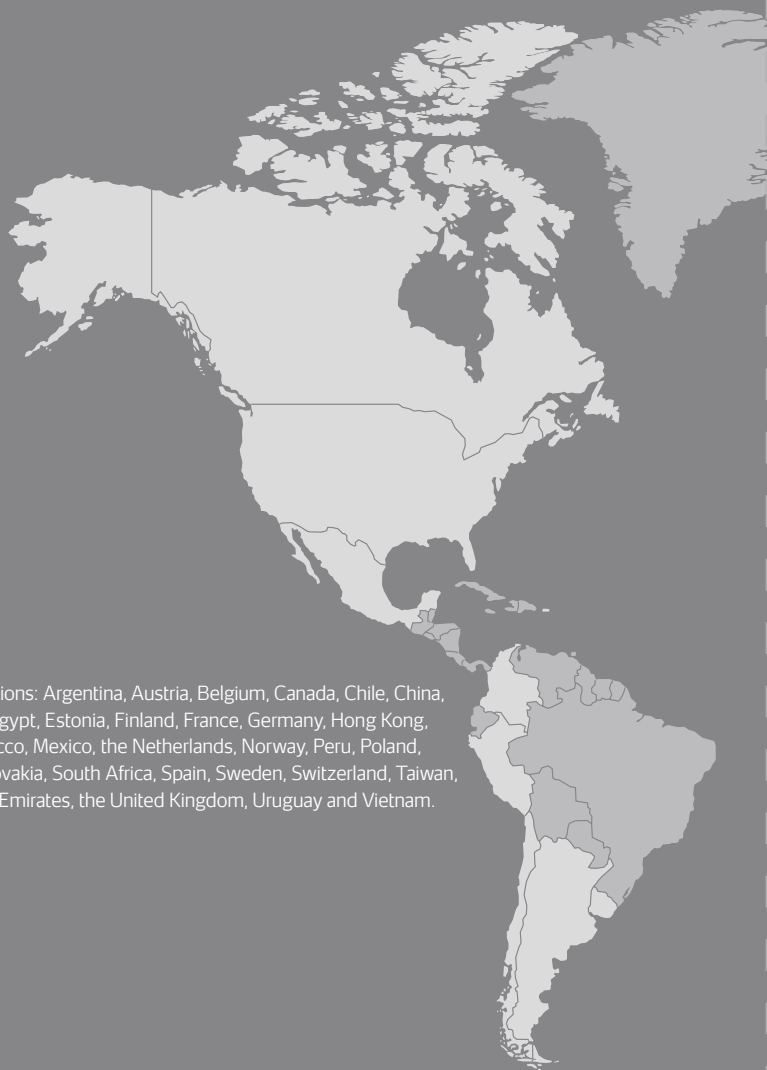 ions: Argentina, Austria, Belgium, Canada, Chile, China,
gypt, Estonia, Finland, France, Germany, Hong Kong,
cco, Mexico, the Netherlands, Norway, Peru, Poland,
vakia, South Africa, Spain, Sweden, Switzerland, Taiwan,
Emirates, the United Kingdom, Uruguay and Vietnam.